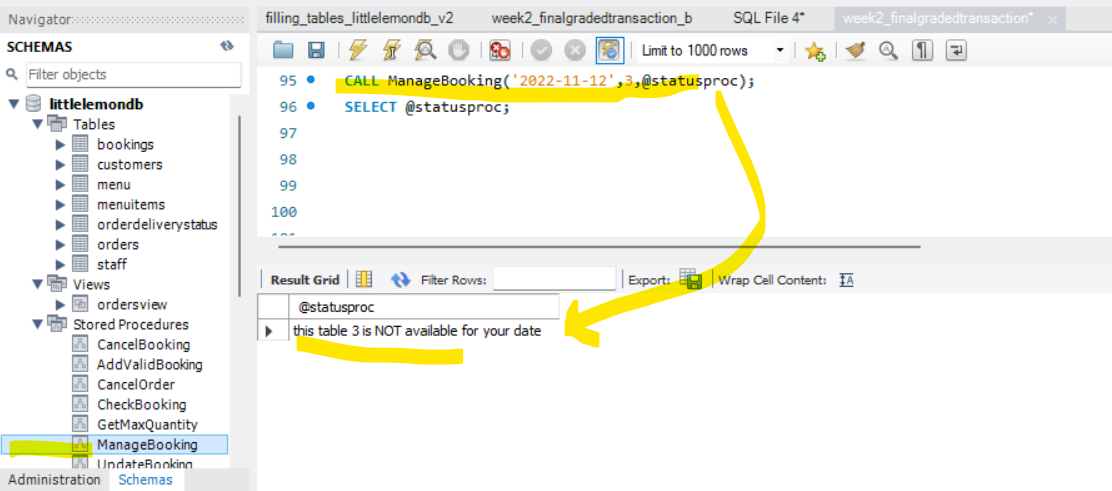 Navigator
SCHEMAS
Filter objects
littlelemondb
Tables
bookings
customers
menu
menuitems
orderdeliverystatus
orders
staff
Views
ordersview
Stored Procedures
CancelBooking
AddValidBooking
CancelOrder
CheckBooking
GetMaxQuantity
ManageBooking
UpdateBooking
Administration Schemas
filling_tables_littlelemondb_v2 week2_finalgradedtransaction_b SQL File 4* week2_finalgradedtransaction*
Limit to 1000 rows
95 CALL ManageBooking('2022-11-12',3,@statusproc);
96 SELECT @statusproc;
97
98
99
100
Result Grid Filter Rows: Export: Wrap Cell Content:
@statusproc
this table 3 is NOT available for your date